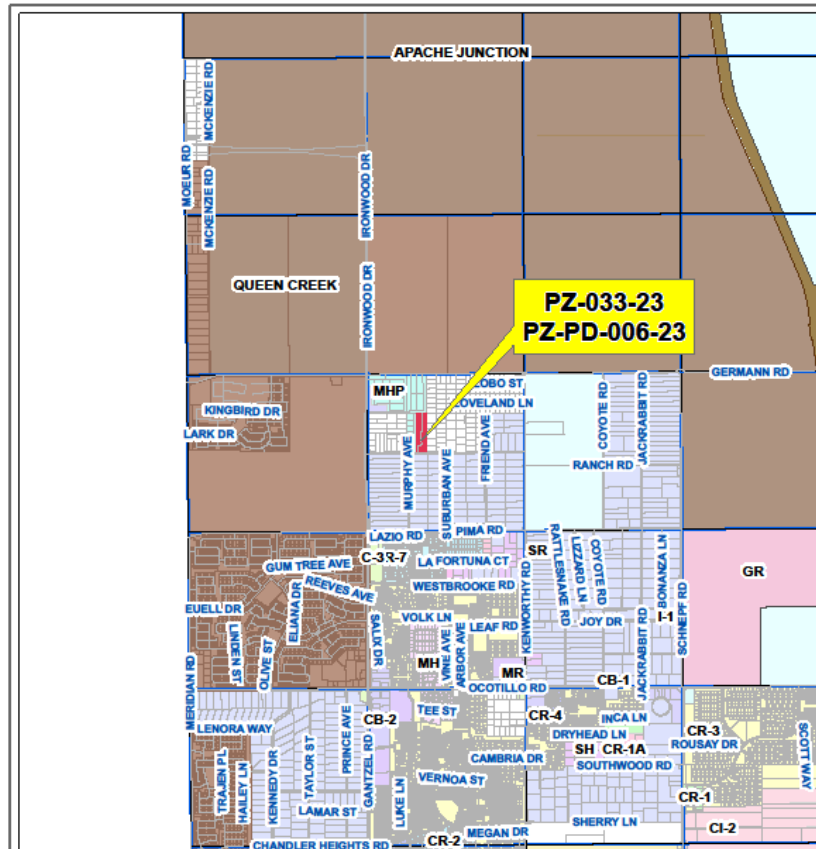 APACHE JUNCTION
MCKENZIE RD
MOEUR RD
MCKENZIE RD
IRONWOOD DR
QUEEN CREEK
IRONWOOD DR
PZ-033-23
PZ-PD-006-23
GERMANN RD
MHP
LOBO ST
LOVELAND LN
KINGBIRD DR
LARK DR
MURPHY AVE
SUBURBAN AVE
FRIEND AVE
COYOTE RD
JACKRABBIT RD
RANCH RD
LAZIO RD
PIMA RD
C-3
R-7
LA FORTUNA CT
SR
GR
GUM TREE AVE
REEVES AVE
WESTBROOKE RD
KENWORTHY RD
RATTLESNAKE RD
LIZZARD LN
COYOTE RD
BONANZA LN
I-1
SCHNEPF RD
EUELL DR
LINDEN ST
OLIVE ST
ELIANA DR
SALIX DR
VOLK LN
LEAF RD
JOY DR
JACKRABBIT RD
MH
VINE AVE
ARBOR AVE
MR
OCOTILLO RD
CB-1
MERIDIAN RD
LENORA WAY
PRINCE AVE
CB-2
TEE ST
CR-4
INCA LN
CR-3
DRYHEAD LN
ROUSAY DR
SCOTT WAY
TRAJEN PL
HAILEY LN
KENNEDY DR
TAYLOR ST
GANTZEL RD
LUKE LN
CAMBRIA DR
SH
CR-1A
SOUTHWOOD RD
VERNOA ST
LAMAR ST
CR-1
SHERRY LN
CI-2
MEGAN DR
CR-2
CHANDLER HEIGHTS RD